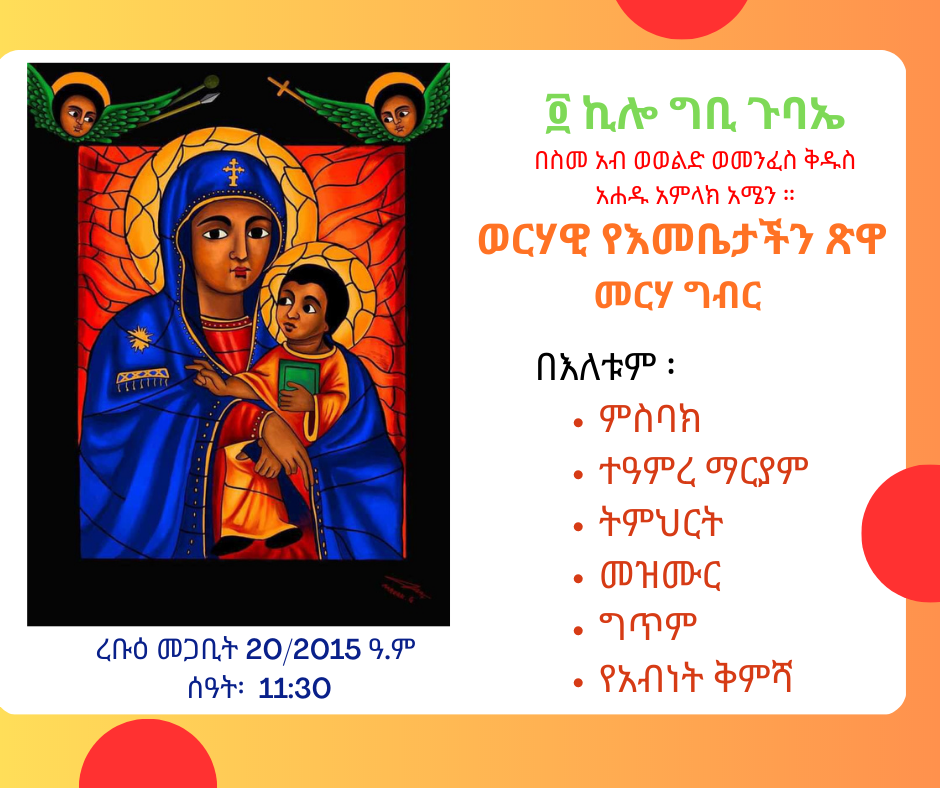 ፬ ኪሎ ግቢ ጉባኤ
በስመ አብ ወወልድ ወመንፈስ ቅዱስ
አሐዱ አምላክ አሜን ።
ወርሃዊ የእመቤታችን ጽዋ
መርሃ ግብር
በእለቱም ፡
• ምስባክ
• ተዓምረ ማርያም
• ትምህርት
• መዝሙር
• ግጥም
• የአብነት ቅምሻ
ረቡዕ መጋቢት 20/2015 ዓ.ም
ሰዓት፡ 11:30